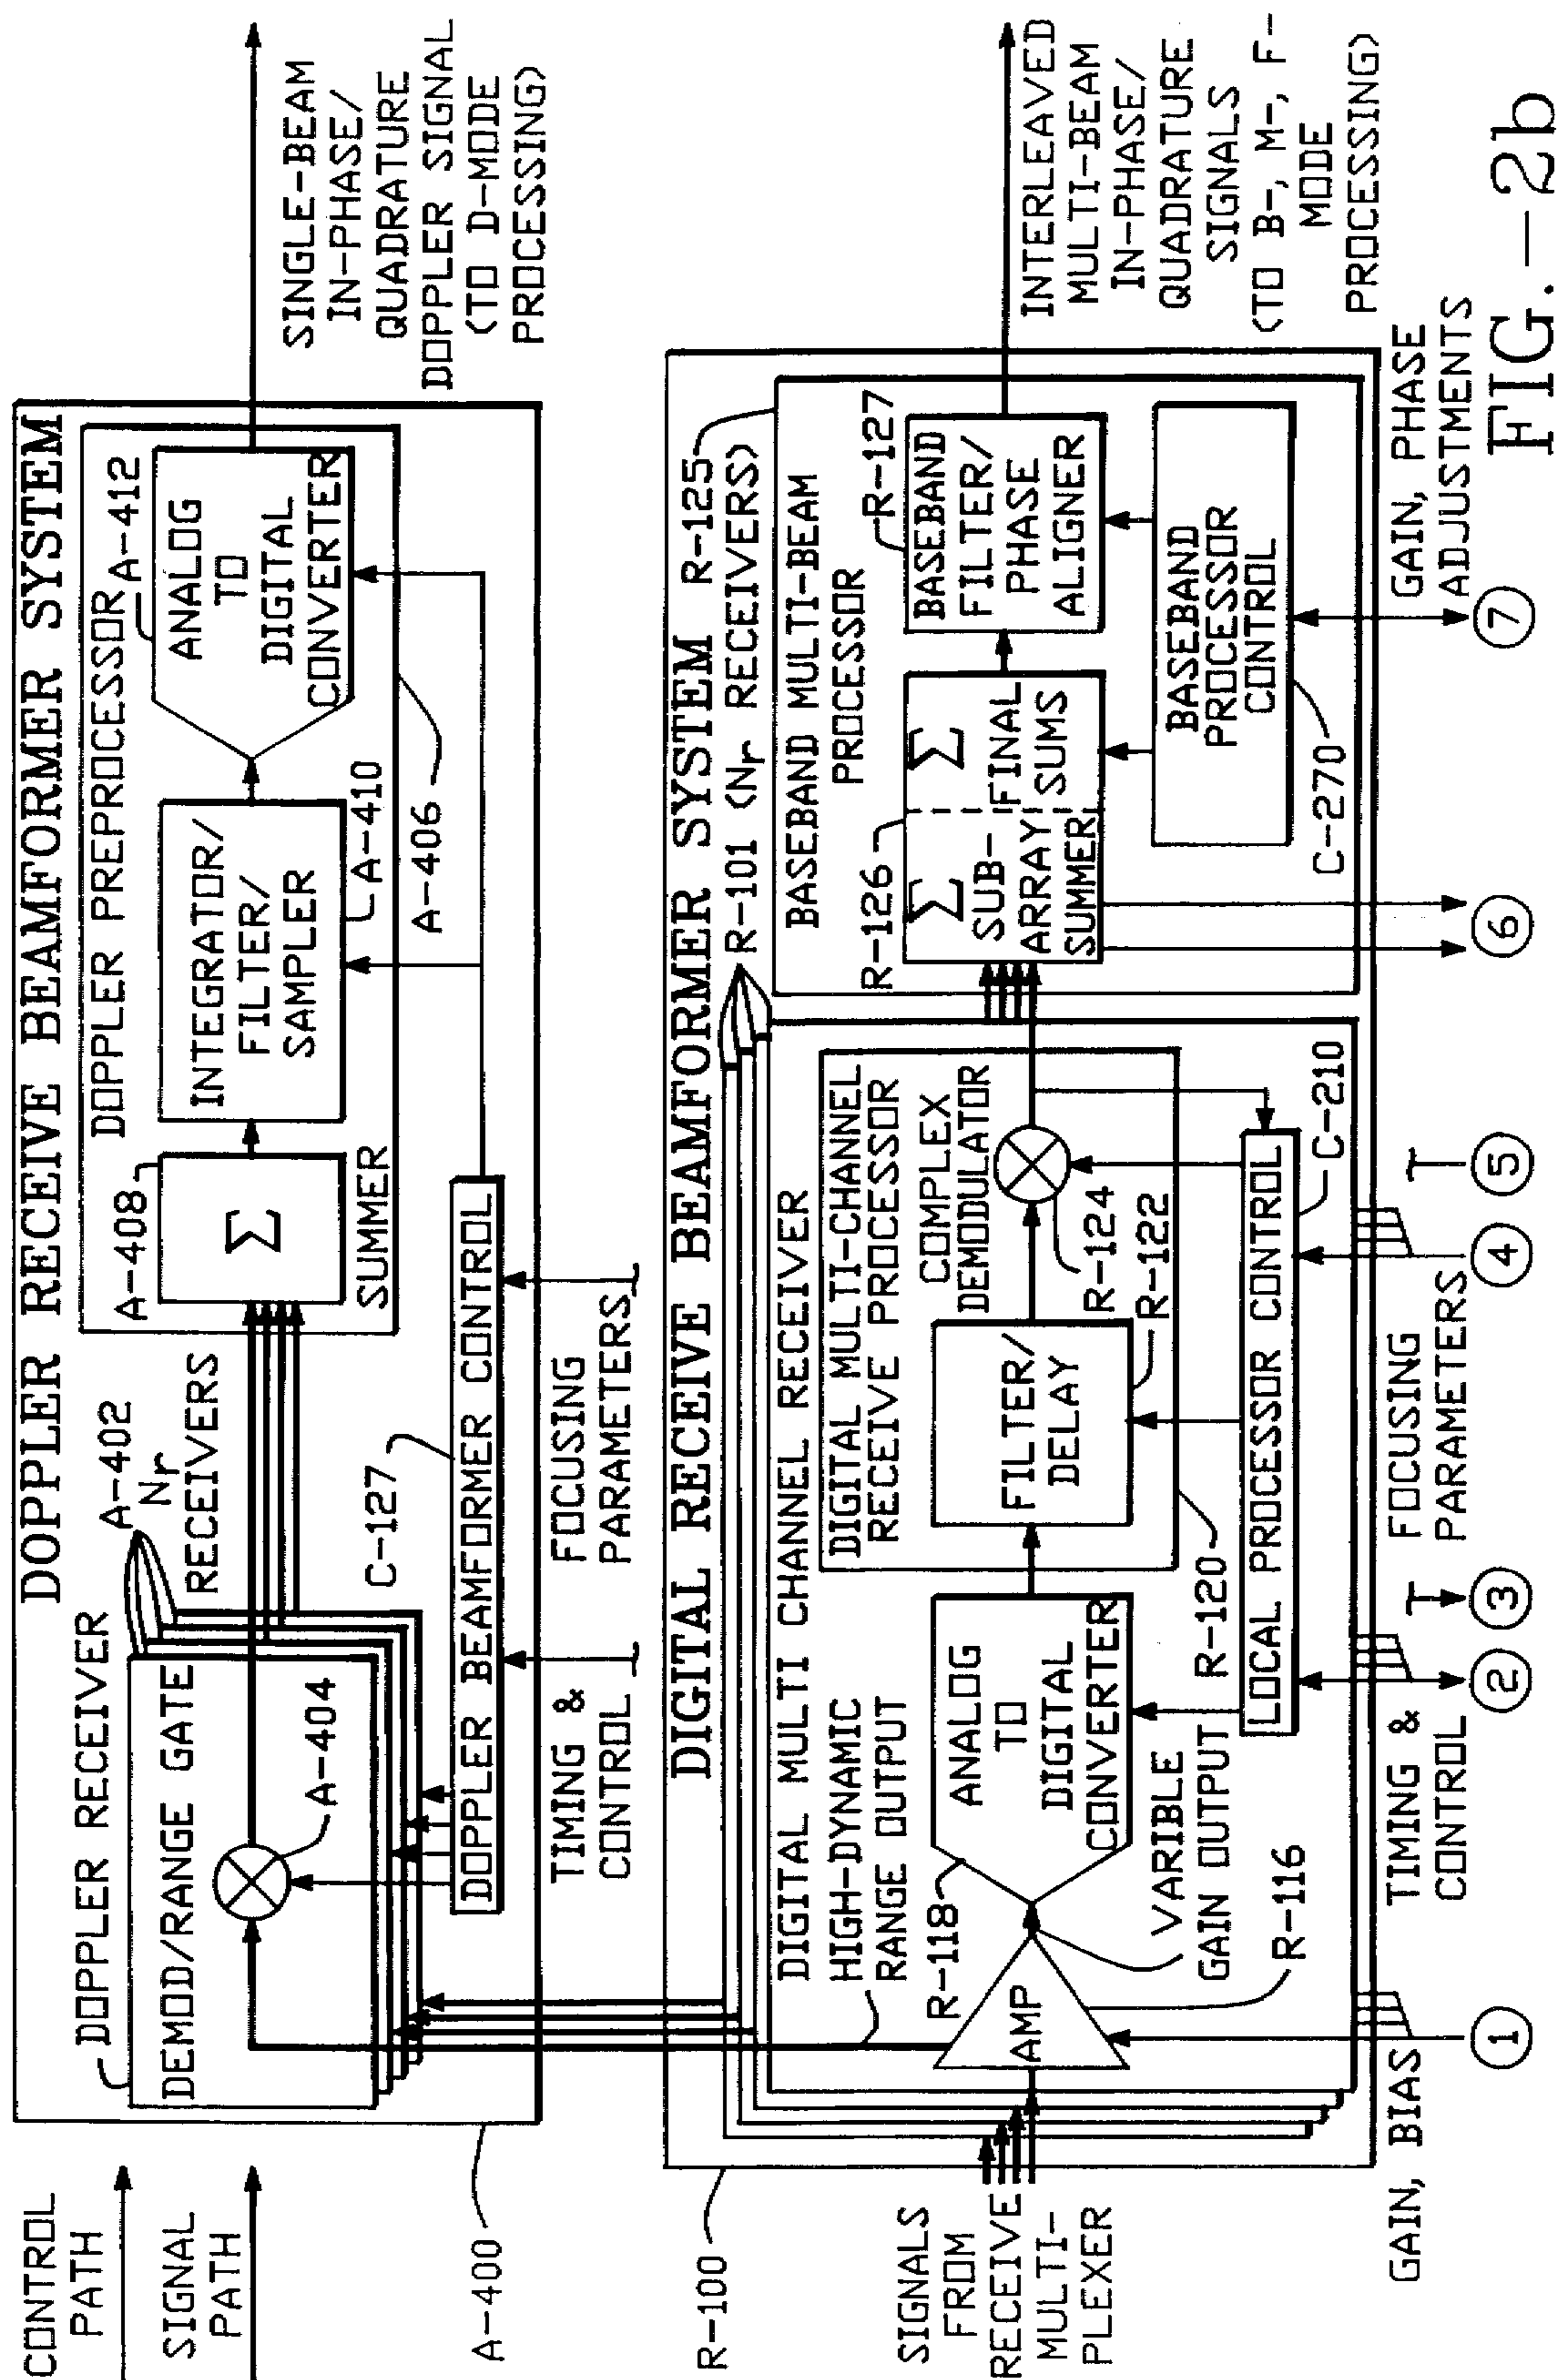 CONTROL
PATH
SIGNAL
PATH
DOPPLER RECEIVE BEAMFORMER SYSTEM
A-400
DOPPLER RECEIVER
DEMOD/RANGE GATE
A-404
A-402
Nr
RECEIVERS
DOPPLER PREPROCESSOR
A-408
Σ
SUMMER
INTEGRATOR/
FILTER/
SAMPLER
A-410
A-406
A-412
ANALOG
TO
DIGITAL
CONVERTER
C-127
DOPPLER BEAMFORMER CONTROL
TIMING &
CONTROL
FOCUSING
PARAMETERS
SINGLE-BEAM
IN-PHASE/
QUADRATURE
DOPPLER SIGNAL
(TO D-MODE
PROCESSING)
DIGITAL RECEIVE BEAMFORMER SYSTEM
R-100
R-101 (Nr RECEIVERS)
SIGNALS
FROM
RECEIVE
MULTI-
PLEXER
DIGITAL MULTI CHANNEL RECEIVER
HIGH-DYNAMIC
RANGE OUTPUT
R-118
AMP
R-116
VARIBLE
GAIN OUTPUT
ANALOG
TO
DIGITAL
CONVERTER
DIGITAL MULTI-CHANNEL
RECEIVE PROCESSOR
FILTER/
DELAY
R-120
R-122
COMPLEX
DEMODULATOR
R-124
LOCAL PROCESSOR CONTROL
C-210
R-125
BASEBAND MULTI-BEAM
PROCESSOR
R-126
Σ Σ
SUB- FINAL
ARRAY SUMS
SUMMER
R-127
BASEBAND
FILTER/
PHASE
ALIGNER
BASEBAND
PROCESSOR
CONTROL
C-270
INTERLEAVED
MULTI-BEAM
IN-PHASE/
QUADRATURE
SIGNALS
(TO B-, M-, F-
MODE
PROCESSING)
GAIN, BIAS
1
TIMING &
CONTROL
2
3
FOCUSING
PARAMETERS
4
5
6
7
GAIN, PHASE
ADJUSTMENTS
FIG.-2b